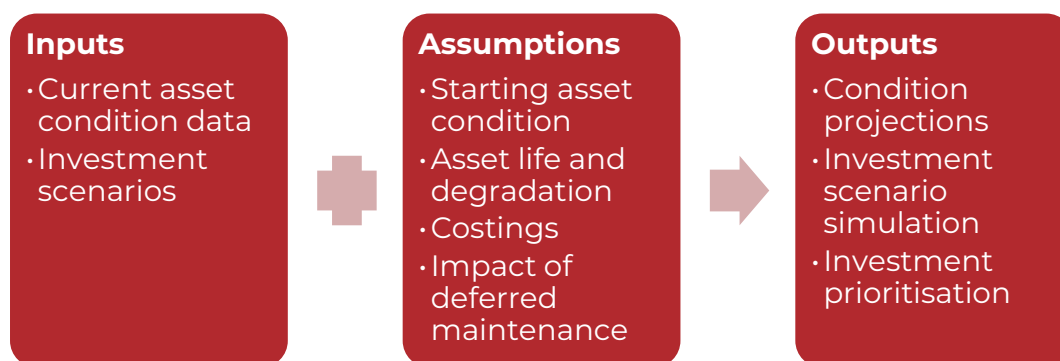 Inputs
· Current asset
condition data
· Investment
scenarios
Assumptions
· Starting asset
condition
· Asset life and
degradation
· Costings
· Impact of
deferred
maintenance
Outputs
· Condition
projections
· Investment
scenario
simulation
· Investment
prioritisation